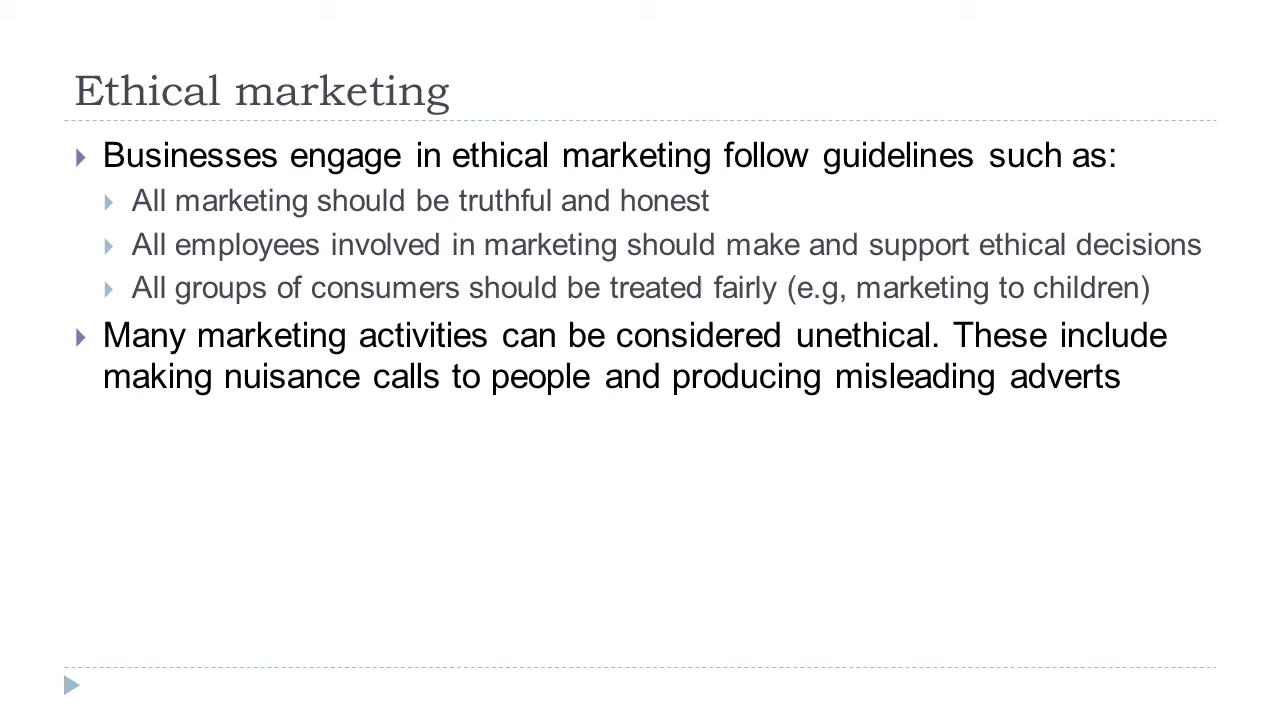 Ethical marketing
Businesses engage in ethical marketing follow guidelines such as:
All marketing should be truthful and honest
All employees involved in marketing should make and support ethical decisions
All groups of consumers should be treated fairly (e.g, marketing to children)
Many marketing activities can be considered unethical. These include
making nuisance calls to people and producing misleading adverts